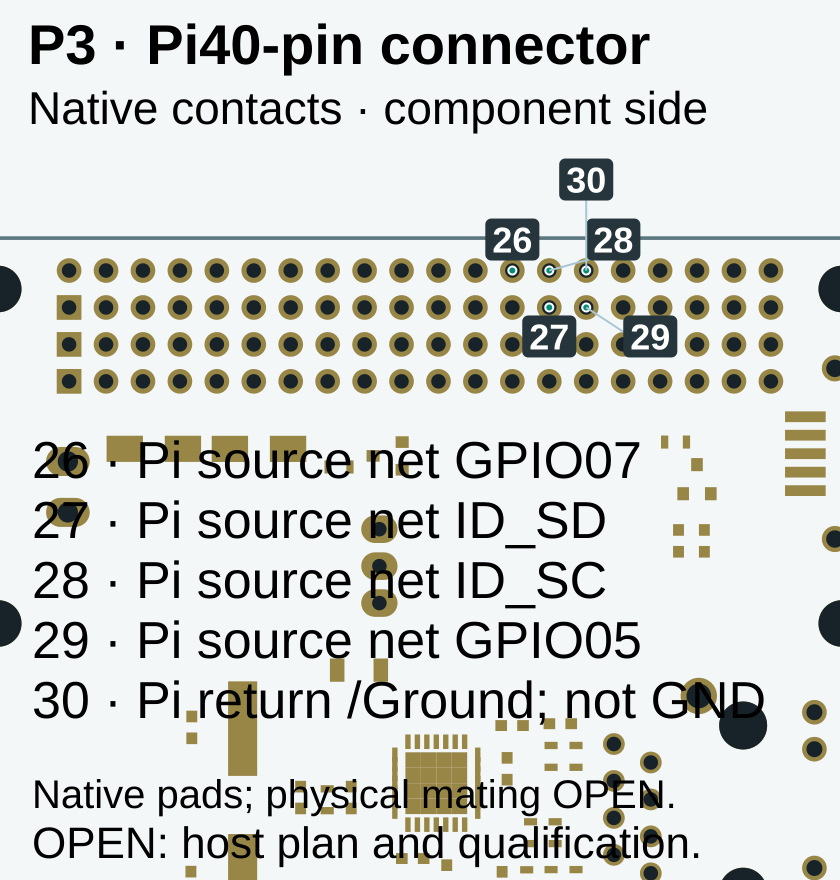 P3 · Pi40-pin connector
Native contacts · component side
30
26 28
27 29
26 · Pi source net GPIO07
27 · Pi source net ID_SD
28 · Pi source net ID_SC
29 · Pi source net GPIO05
30 · Pi return /Ground; not GND
Native pads; physical mating OPEN.
OPEN: host plan and qualification.